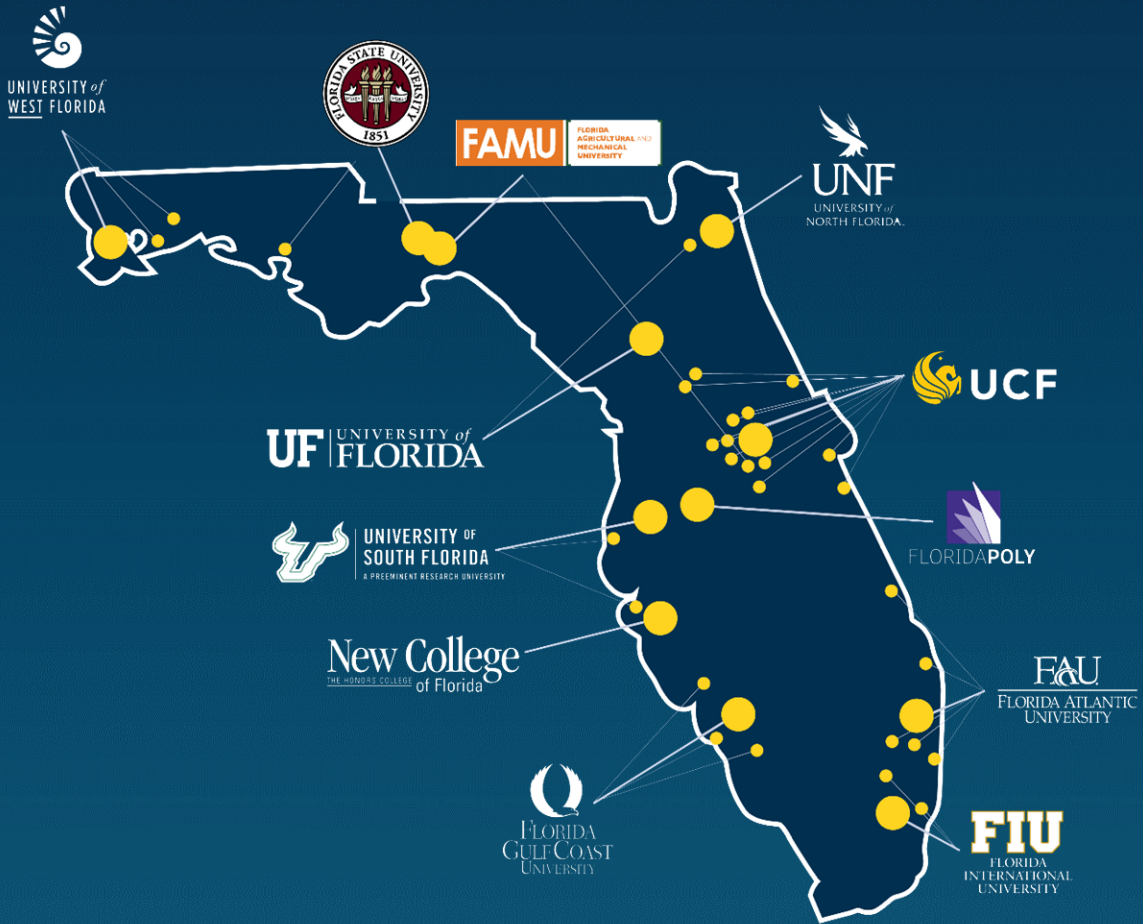 UNIVERSITY of
WEST FLORIDA
FLORIDA STATE UNIVERSITY
1851
FAMU
FLORIDA
AGRICULTURAL AND
MECHANICAL
UNIVERSITY
UNF
UNIVERSITY of
NORTH FLORIDA.
UCF
UF UNIVERSITY of
FLORIDA
UNIVERSITY OF
SOUTH FLORIDA
A PREEMINENT RESEARCH UNIVERSITY
FLORIDAPOLY
New College
THE HONORS COLLEGE of Florida
FAU
FLORIDA ATLANTIC
UNIVERSITY
FLORIDA
GULF COAST
UNIVERSITY
FIU
FLORIDA
INTERNATIONAL
UNIVERSITY